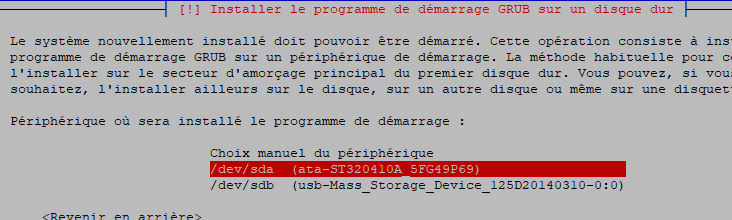 [!] Installer le programme de démarrage GRUB sur un disque dur
Le système nouvellement installé doit pouvoir être démarré. Cette opération consiste à ins
programme de démarrage GRUB sur un périphérique de démarrage. La méthode habituelle pour c
l'installer sur le secteur d'amorçage principal du premier disque dur. Vous pouvez, si vou
souhaitez, l'installer ailleurs sur le disque, sur un autre disque ou même sur une disquet
Périphérique où sera installé le programme de démarrage :
Choix manuel du périphérique
/dev/sda (ata-ST320410A_5FG49P69)
/dev/sdb (usb-Mass_Storage_Device_125D20140310-0:0)
<Revenir en arrière>